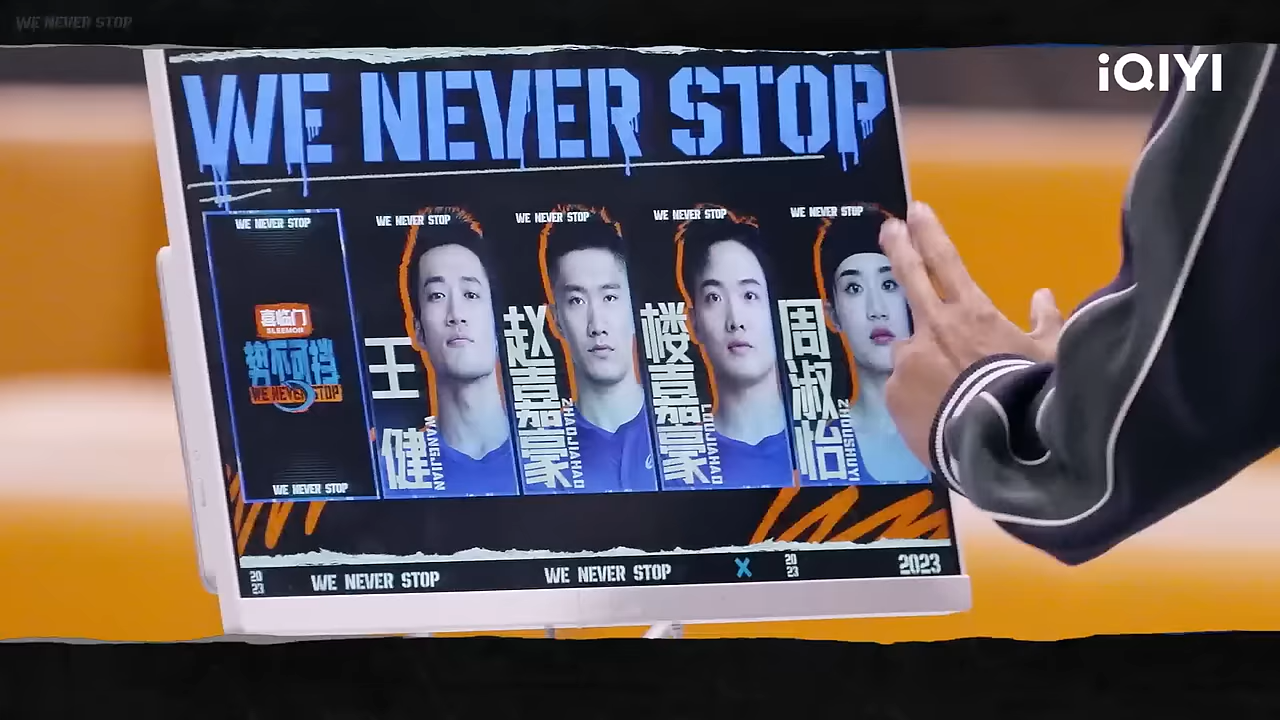 WE NEVER STOP
iQIYI
WE NEVER STOP
WE NEVER STOP
喜临门
SLEEMON
势不可挡
WE NEVER STOP
WE NEVER STOP
WE NEVER STOP
王健
WANGJIAN
WE NEVER STOP
赵嘉豪
ZHAOJIAHAO
WE NEVER STOP
楼嘉豪
LOUJIAHAO
WE NEVER STOP
周淑怡
ZHOUSHUYI
2023
WE NEVER STOP
WE NEVER STOP
X
2023
2023